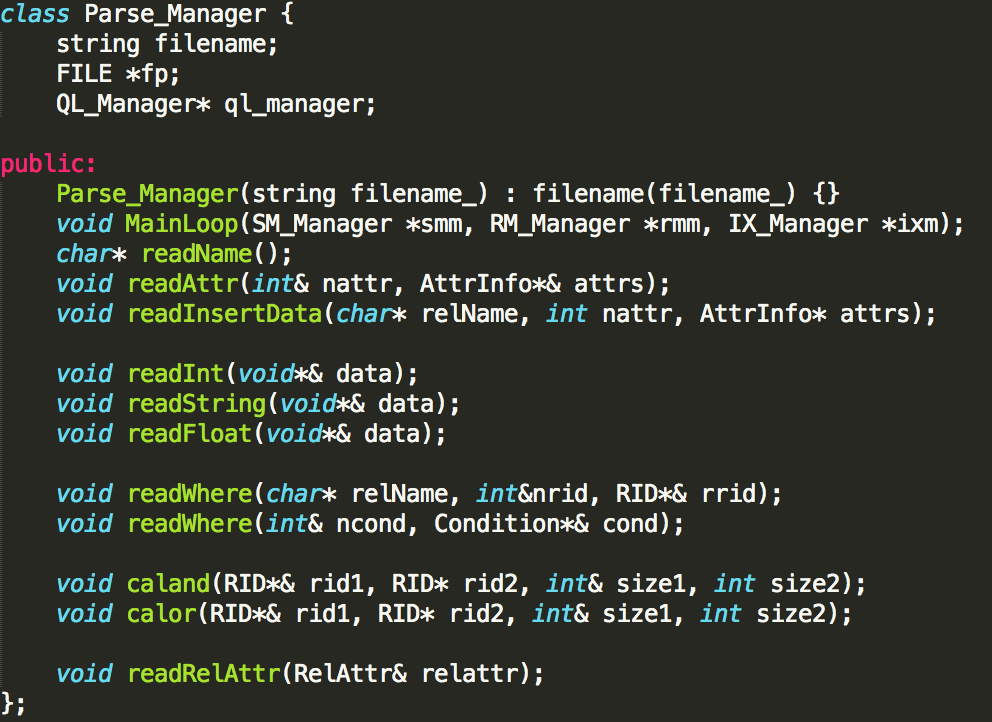 class Parse_Manager {
    string filename;
    FILE *fp;
    QL_Manager* ql_manager;

public:
    Parse_Manager(string filename_) : filename(filename_) {}
    void MainLoop(SM_Manager *smm, RM_Manager *rmm, IX_Manager *ixm);
    char* readName();
    void readAttr(int& nattr, AttrInfo*& attrs);
    void readInsertData(char* relName, int nattr, AttrInfo* attrs);

    void readInt(void*& data);
    void readString(void*& data);
    void readFloat(void*& data);

    void readWhere(char* relName, int&nrid, RID*& rrid);
    void readWhere(int& ncond, Condition*& cond);

    void caland(RID*& rid1, RID* rid2, int& size1, int size2);
    void calor(RID*& rid1, RID* rid2, int& size1, int size2);

    void readRelAttr(RelAttr& relattr);
};